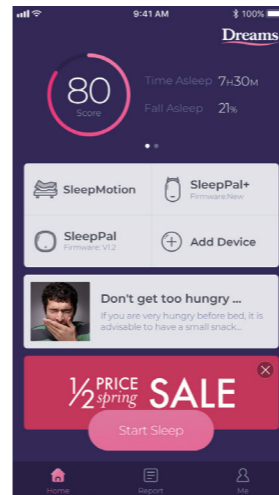 9:41 AM
100%
Dreams
80
Score
Time Asleep 7H30M
Fall Asleep 21%
SleepMotion
SleepPal+
Firmware:New
SleepPal
Firmware:V1.2
Add Device
Don't get too hungry ...
If you are very hungry before bed, it is
advisable to have a small snack...
½ PRICE
spring SALE
Start Sleep
Home
Report
Me